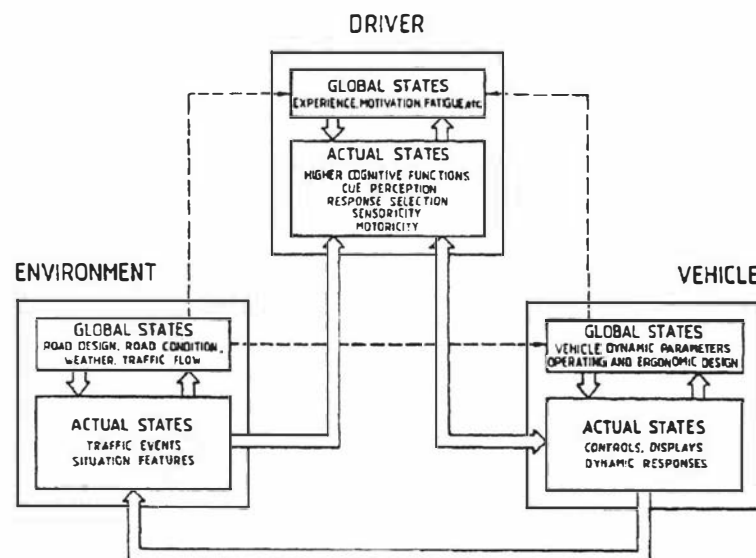 DRIVER
GLOBAL STATES
EXPERIENCE, MOTIVATION, FATIGUE, etc.
ACTUAL STATES
HIGHER COGNITIVE FUNCTIONS
CUE PERCEPTION
RESPONSE SELECTION
SENSORICITY
MOTORICITY
ENVIRONMENT
GLOBAL STATES
ROAD DESIGN, ROAD CONDITION,
WEATHER, TRAFFIC FLOW
ACTUAL STATES
TRAFFIC EVENTS
SITUATION FEATURES
VEHICLE
GLOBAL STATES
VEHICLE DYNAMIC PARAMETERS
OPERATING AND ERGONOMIC DESIGN
ACTUAL STATES
CONTROLS, DISPLAYS
DYNAMIC RESPONSES